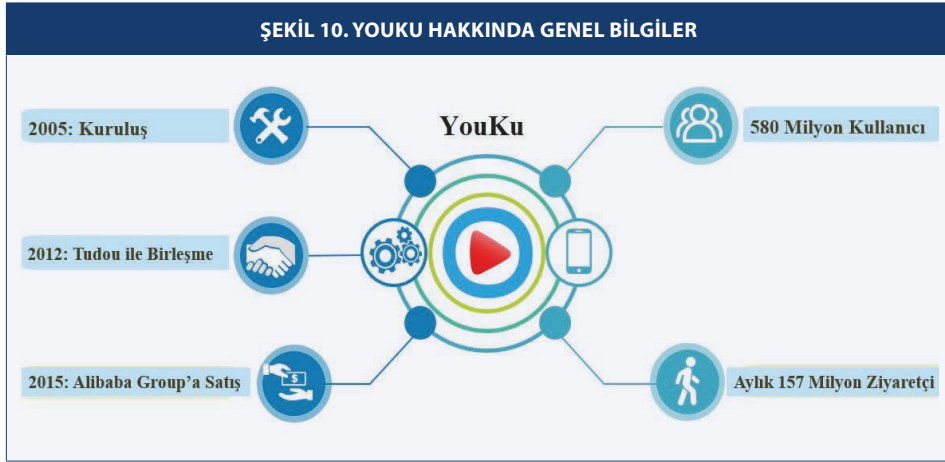 ŞEKİL 10. YOUKU HAKKINDA GENEL BİLGİLER
YouKu
2005: Kuruluş
580 Milyon Kullanıcı
2012: Tudou ile Birleşme
2015: Alibaba Group’a Satış
$
Aylık 157 Milyon Ziyaretçi